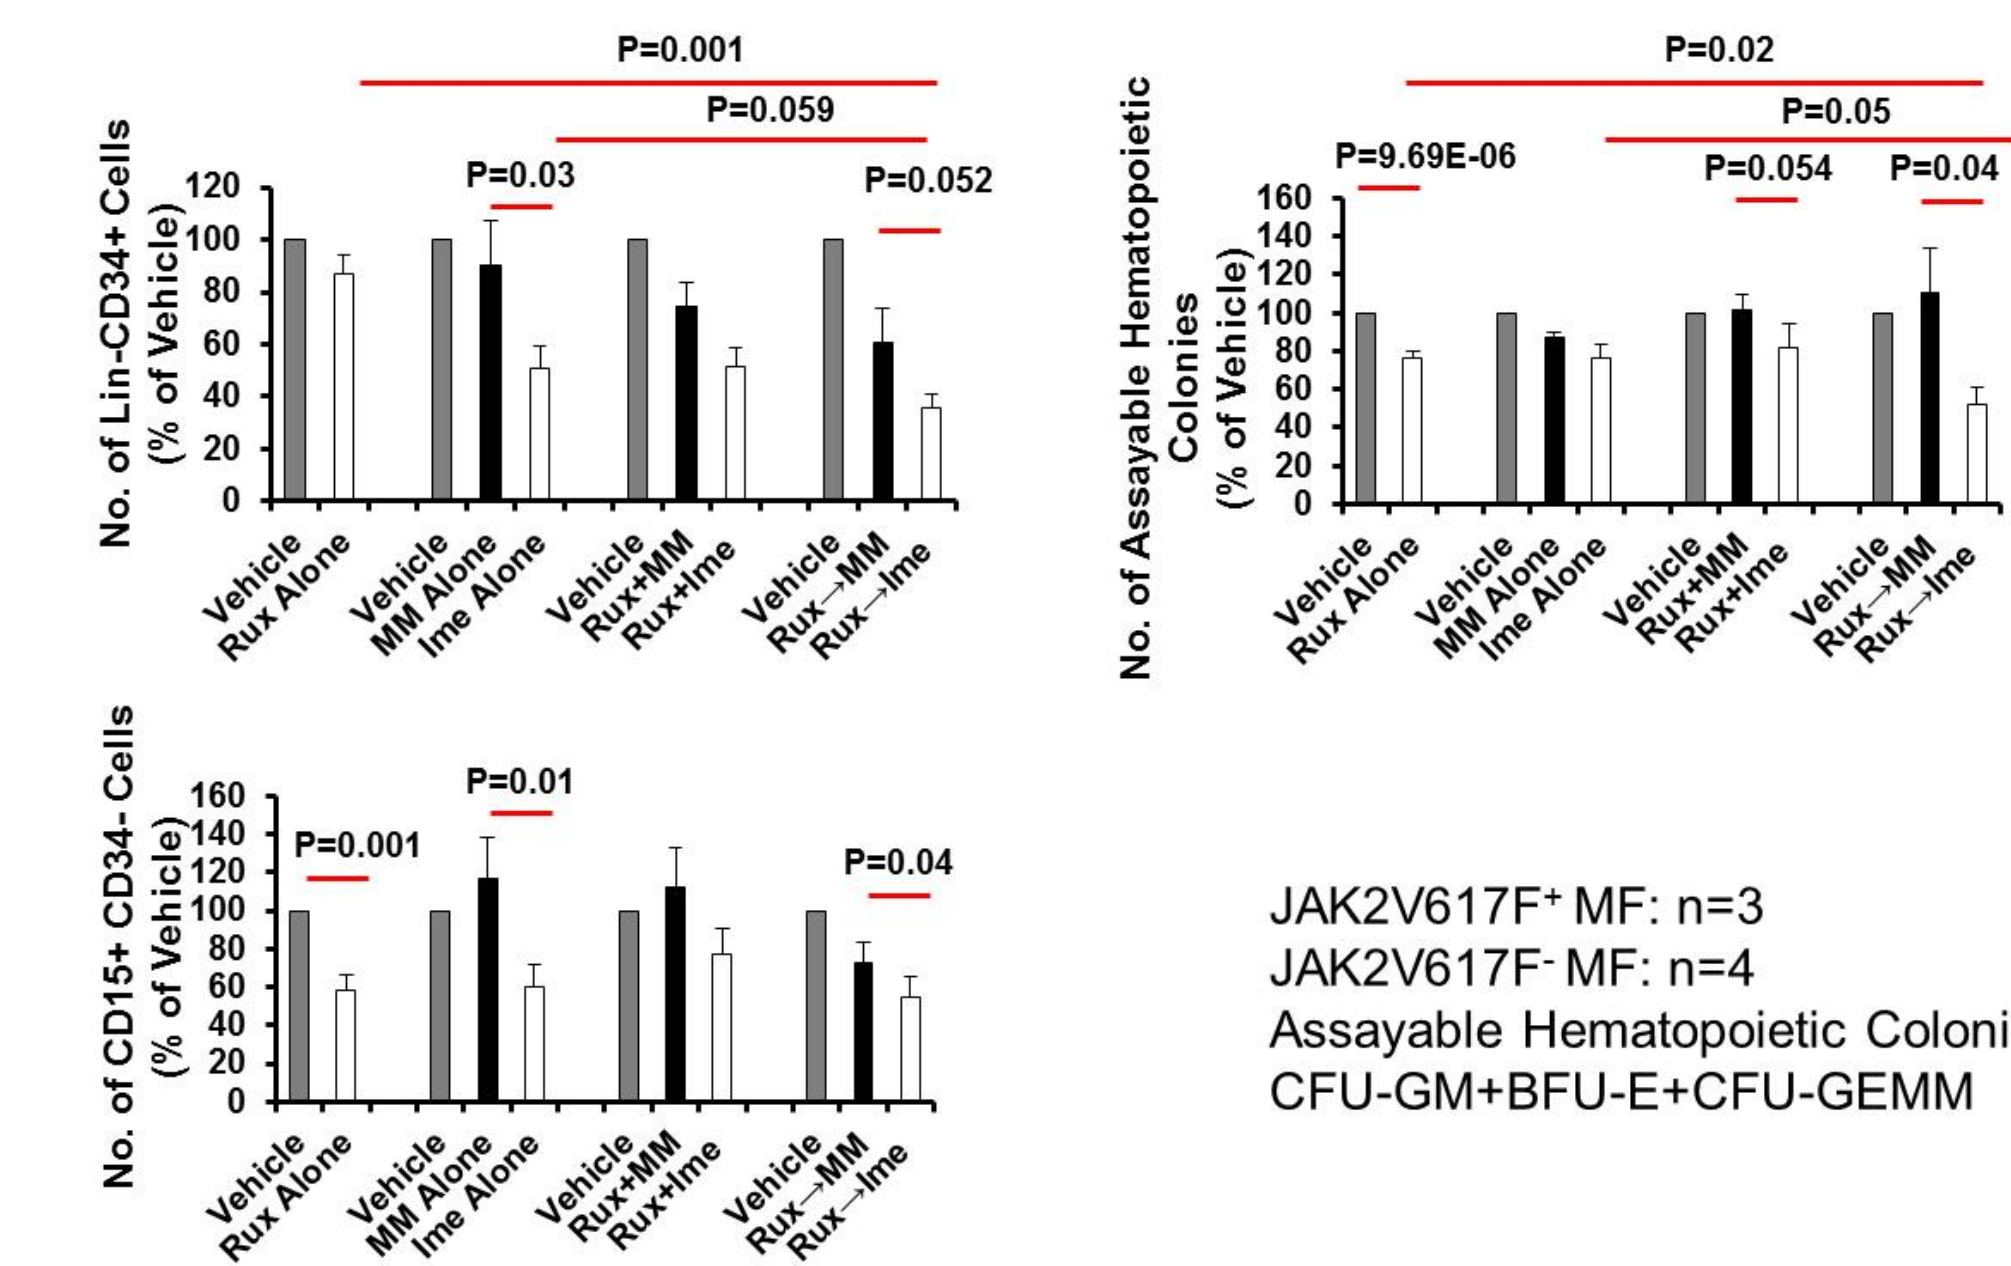 P=0.001
P=0.059
P=0.03
P=0.052
No. of Lin-CD34+ Cells
(% of Vehicle)
120
100
80
60
40
20
0
Vehicle
Rux Alone
Vehicle
MM Alone
Ime Alone
Vehicle
Rux+MM
Rux+Ime
Vehicle
Rux→MM
Rux→Ime
P=0.02
P=0.05
P=9.69E-06
P=0.054
P=0.04
No. of Assayable Hematopoietic
Colonies
(% of Vehicle)
160
140
120
100
80
60
40
20
0
Vehicle
Rux Alone
Vehicle
MM Alone
Ime Alone
Vehicle
Rux+MM
Rux+Ime
Vehicle
Rux→MM
Rux→Ime
P=0.01
P=0.001
P=0.04
No. of CD15+ CD34- Cells
(% of Vehicle)
160
140
120
100
80
60
40
20
0
Vehicle
Rux Alone
Vehicle
MM Alone
Ime Alone
Vehicle
Rux+MM
Rux+Ime
Vehicle
Rux→MM
Rux→Ime
JAK2V617F⁺ MF: n=3
JAK2V617F⁻ MF: n=4
Assayable Hematopoietic Coloni
CFU-GM+BFU-E+CFU-GEMM